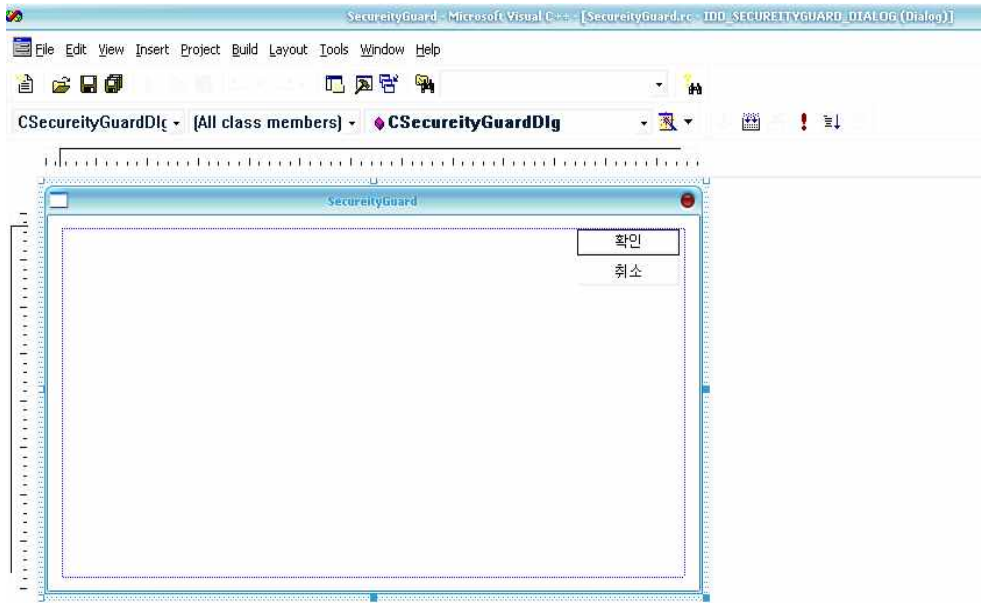 SecureityGuard - Microsoft Visual C++ - [SecureityGuard.rc - IDD_SECUREITYGUARD_DIALOG (Dialog)]
File Edit View Insert Project Build Layout Tools Window Help
CSecureityGuardDlg (All class members) CSecureityGuardDlg
SecureityGuard
확인
취소